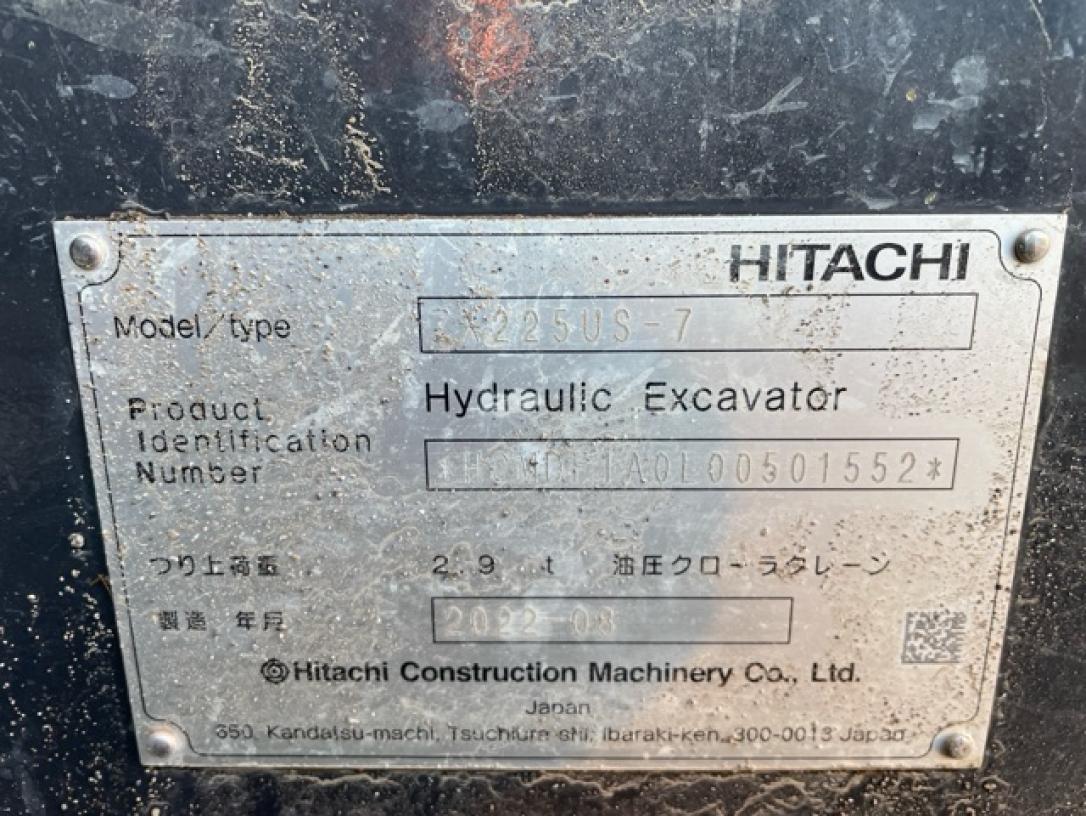 HITACHI
Model/type ZX225US-7
Hydraulic Excavator
Product
Identification
Number *HCMDF1A0L00501552*
つり上荷重 2.9 t 油圧クローラクレーン
製造 年月 2022-08
Hitachi Construction Machinery Co., Ltd.
Japan
650, Kandatsu-machi, Tsuchiura-shi, Ibaraki-ken, 300-0013 Japan